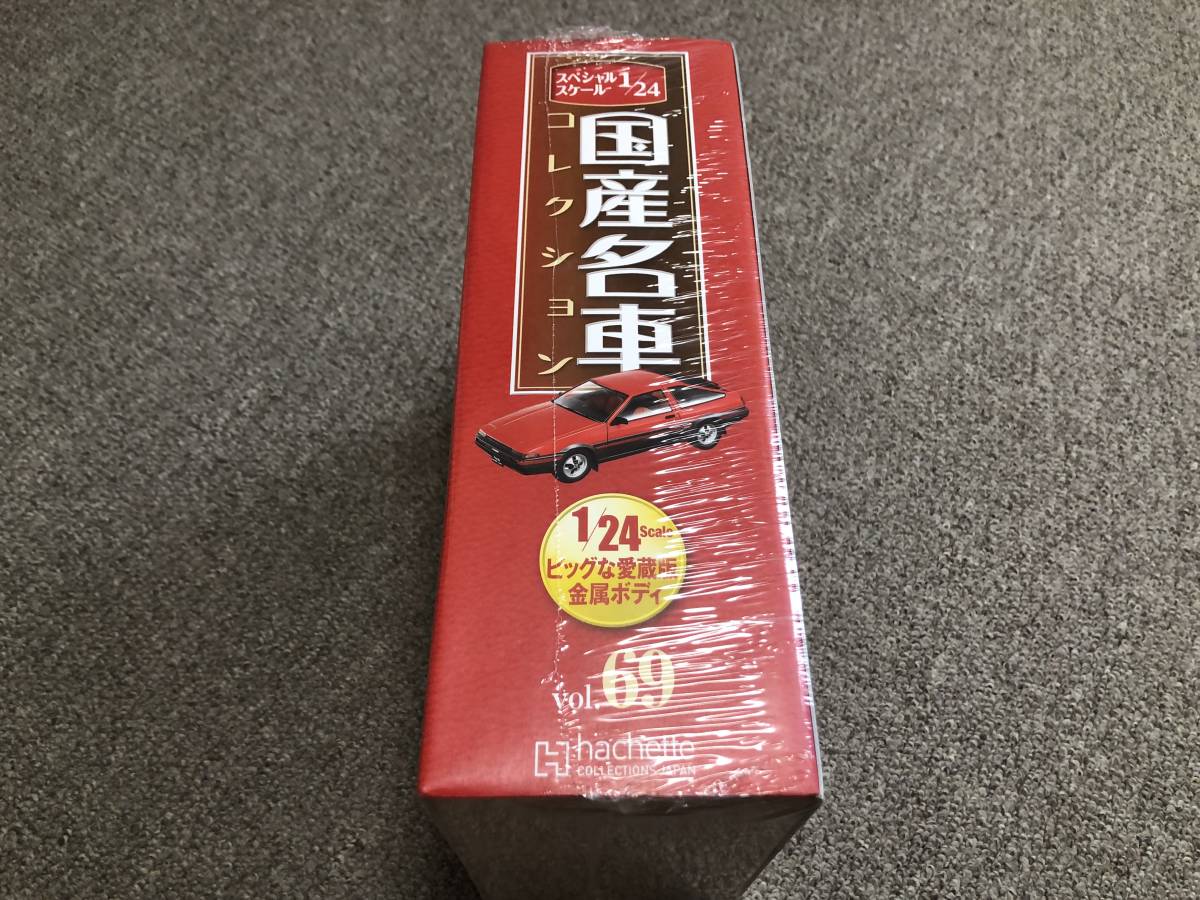 スペシャル
スケール 1/24
国産名車
コレクション
1/24 Scale
ビッグな愛蔵版
金属ボディ
vol.69
hachette
COLLECTIONS JAPAN